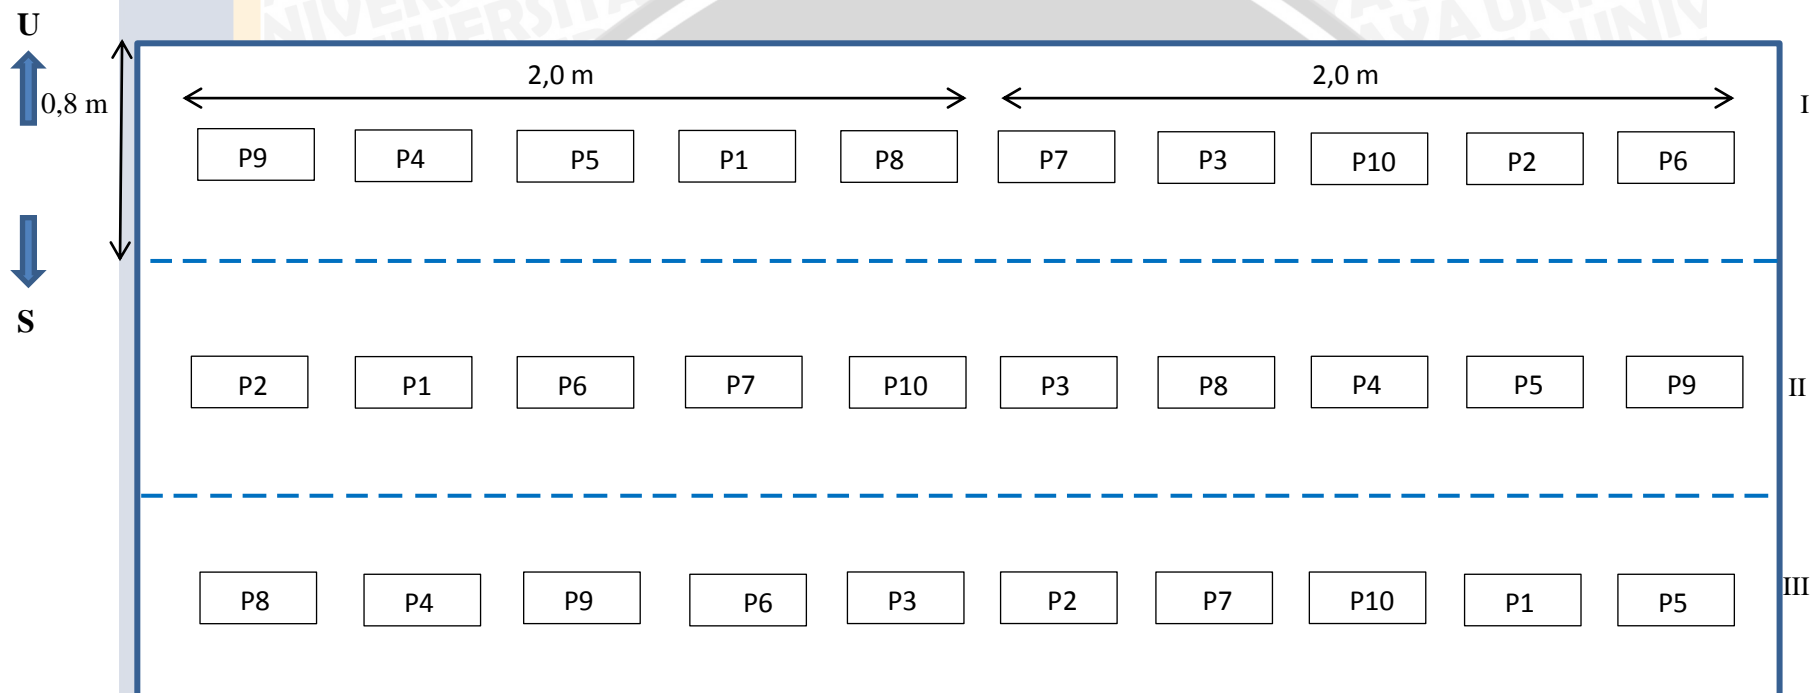 U
0,8 m
S
2,0 m 2,0 m
I
P9 P4 P5 P1 P8 P7 P3 P10 P2 P6
P2 P1 P6 P7 P10 P3 P8 P4 P5 P9
II
P8 P4 P9 P6 P3 P2 P7 P10 P1 P5
III